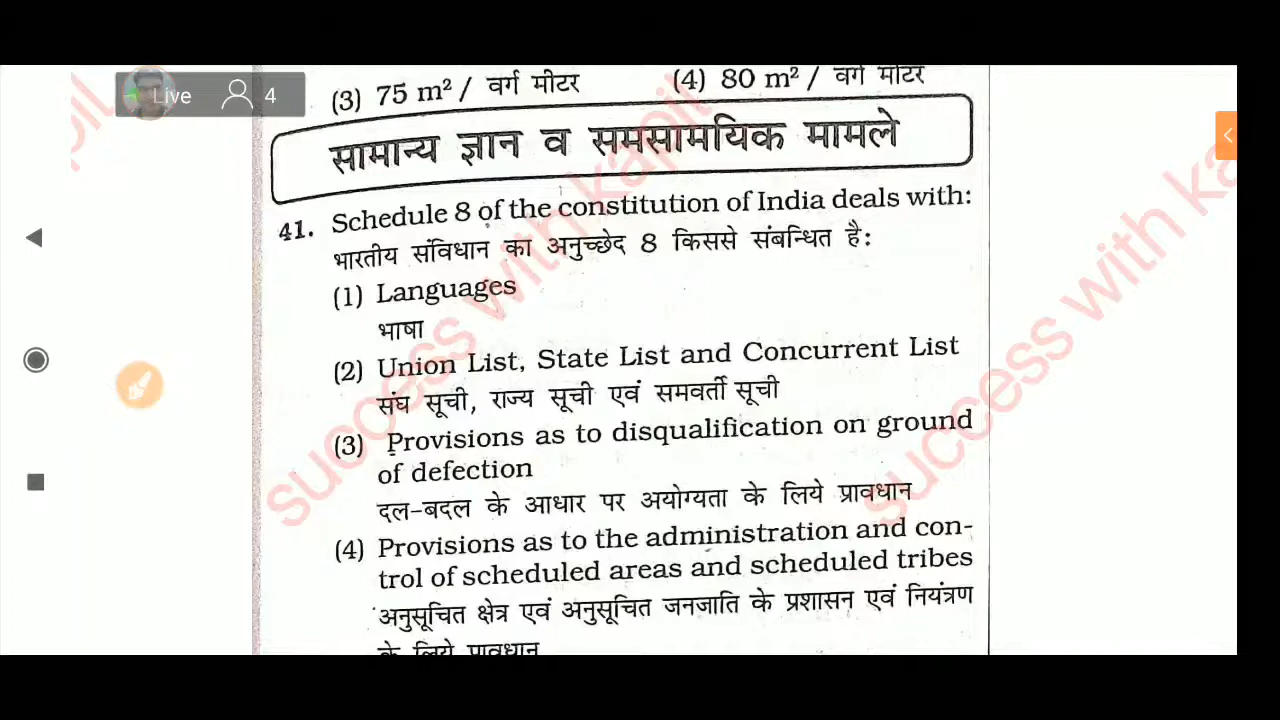 Live 4
(3) 75 m² / वर्ग मीटर (4) 80 m² / वर्ग मीटर
सामान्य ज्ञान व समसामयिक मामले
41. Schedule 8 of the constitution of India deals with:
भारतीय संविधान का अनुच्छेद 8 किससे संबन्धित है:
(1) Languages
भाषा
(2) Union List, State List and Concurrent List
संघ सूची, राज्य सूची एवं समवर्ती सूची
(3) Provisions as to disqualification on ground
of defection
दल-बदल के आधार पर अयोग्यता के लिये प्रावधान
(4) Provisions as to the administration and con-
trol of scheduled areas and scheduled tribes
अनुसूचित क्षेत्र एवं अनुसूचित जनजाति के प्रशासन एवं नियंत्रण
के लिये प्रावधान
success with kapil
success with